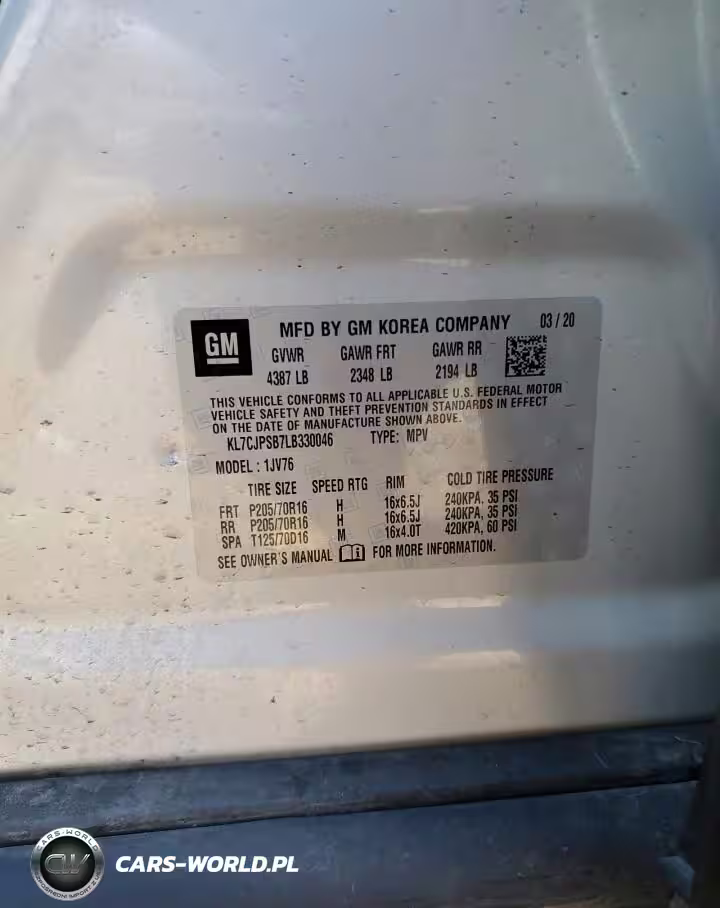 GM
MFD BY GM KOREA COMPANY 03 / 20
GVWR GAWR FRT GAWR RR
4387 LB 2348 LB 2194 LB
THIS VEHICLE CONFORMS TO ALL APPLICABLE U.S. FEDERAL MOTOR
VEHICLE SAFETY AND THEFT PREVENTION STANDARDS IN EFFECT
ON THE DATE OF MANUFACTURE SHOWN ABOVE.
KL7CJPSB7LB330046 TYPE: MPV
MODEL : 1JV76
TIRE SIZE SPEED RTG RIM COLD TIRE PRESSURE
FRT P205/70R16 H 16x6.5J 240KPA, 35 PSI
RR P205/70R16 H 16x6.5J 240KPA, 35 PSI
SPA T125/70D16 M 16x4.0T 420KPA, 60 PSI
SEE OWNER'S MANUAL FOR MORE INFORMATION.
CARS-WORLD
CARS-WORLD.PL